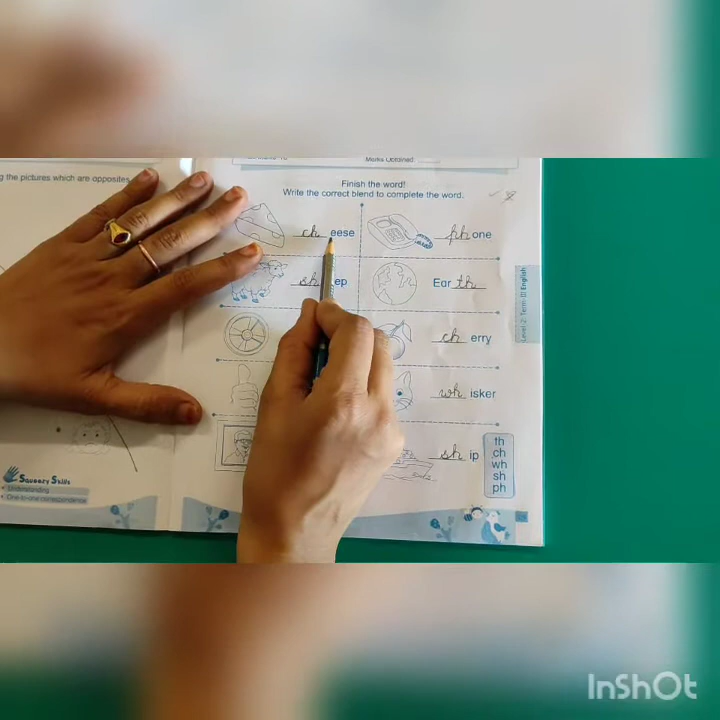 g the pictures which are opposites
Marks Obtained
Finish the word!
Write the correct blend to complete the word.
ch eese
ph one
sh ep
Ear th
ch erry
wh isker
sh ip
th
ch
wh
sh
ph
Level-2 Term-III English
Squeezy Skills
Understanding
One-to-one correspondence
InShOt